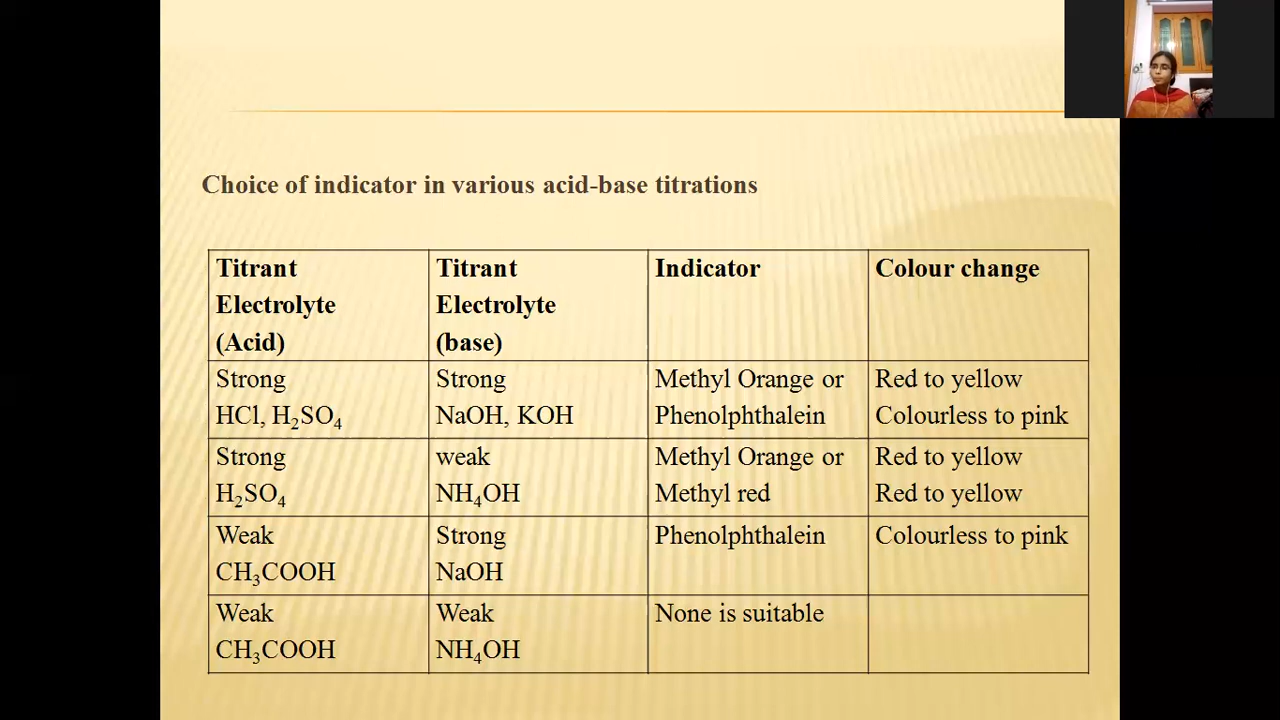 Choice of indicator in various acid-base titrations
Titrant Electrolyte (Acid) Titrant Electrolyte (base) Indicator Colour change
Strong Strong Methyl Orange or Red to yellow
HCl, H₂SO₄ NaOH, KOH Phenolphthalein Colourless to pink
Strong weak Methyl Orange or Red to yellow
H₂SO₄ NH₄OH Methyl red Red to yellow
Weak Strong Phenolphthalein Colourless to pink
CH₃COOH NaOH
Weak Weak None is suitable
CH₃COOH NH₄OH